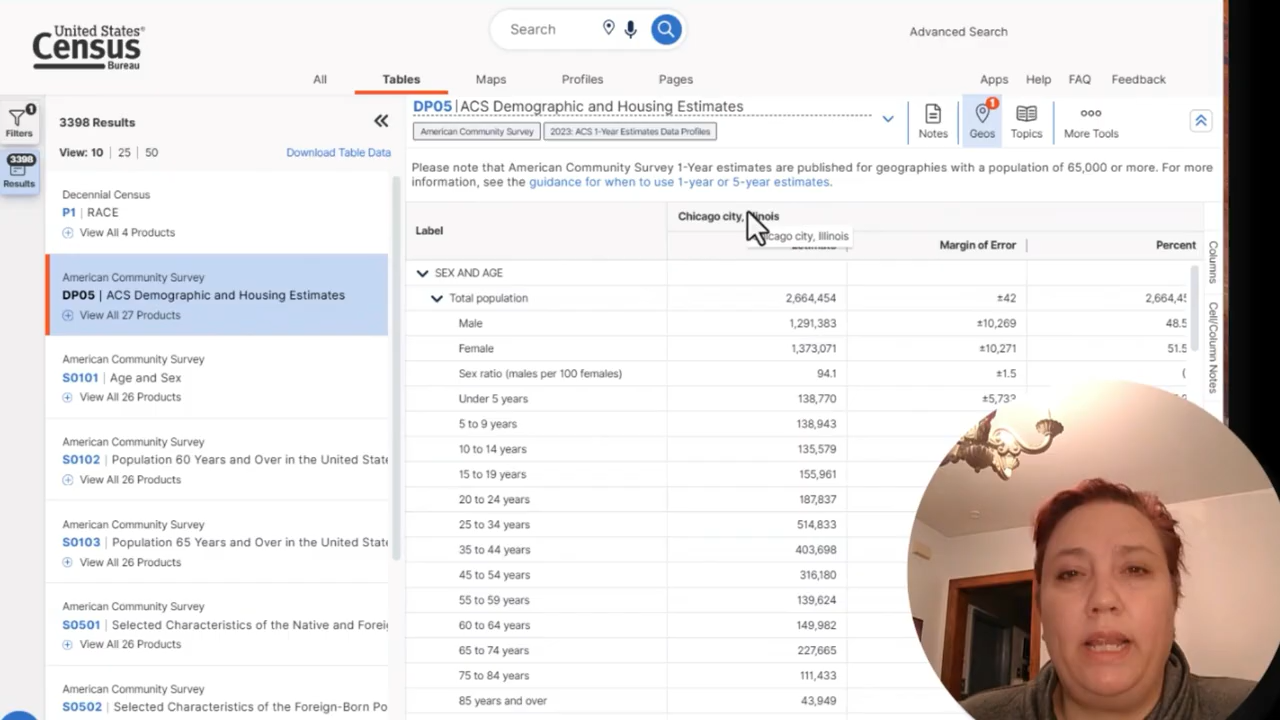 United States®
Census
Bureau
Search
Advanced Search
All
Tables
Maps
Profiles
Pages
Apps
Help
FAQ
Feedback
1
Filters
3398
Results
3398 Results
View: 10 | 25 | 50
Download Table Data
Decennial Census
P1 | RACE
View All 4 Products
American Community Survey
DP05 | ACS Demographic and Housing Estimates
View All 27 Products
American Community Survey
S0101 | Age and Sex
View All 26 Products
American Community Survey
S0102 | Population 60 Years and Over in the United State
View All 26 Products
American Community Survey
S0103 | Population 65 Years and Over in the United State
View All 26 Products
American Community Survey
S0501 | Selected Characteristics of the Native and Foreig
View All 26 Products
American Community Survey
S0502 | Selected Characteristics of the Foreign-Born Po
DP05 | ACS Demographic and Housing Estimates
American Community Survey
2023: ACS 1-Year Estimates Data Profiles
Notes
1
Geos
Topics
More Tools
Please note that American Community Survey 1-Year estimates are published for geographies with a population of 65,000 or more. For more
information, see the guidance for when to use 1-year or 5-year estimates.
Label
Chicago city, Illinois
Chicago city, Illinois
Estimate
Margin of Error
Percent
Columns
Cell/Column Notes
SEX AND AGE
Total population 2,664,454 ±42 2,664,45
Male 1,291,383 ±10,269 48.5
Female 1,373,071 ±10,271 51.5
Sex ratio (males per 100 females) 94.1 ±1.5 (
Under 5 years 138,770 ±5,733
5 to 9 years 138,943
10 to 14 years 135,579
15 to 19 years 155,961
20 to 24 years 187,837
25 to 34 years 514,833
35 to 44 years 403,698
45 to 54 years 316,180
55 to 59 years 139,624
60 to 64 years 149,982
65 to 74 years 227,665
75 to 84 years 111,433
85 years and over 43,949